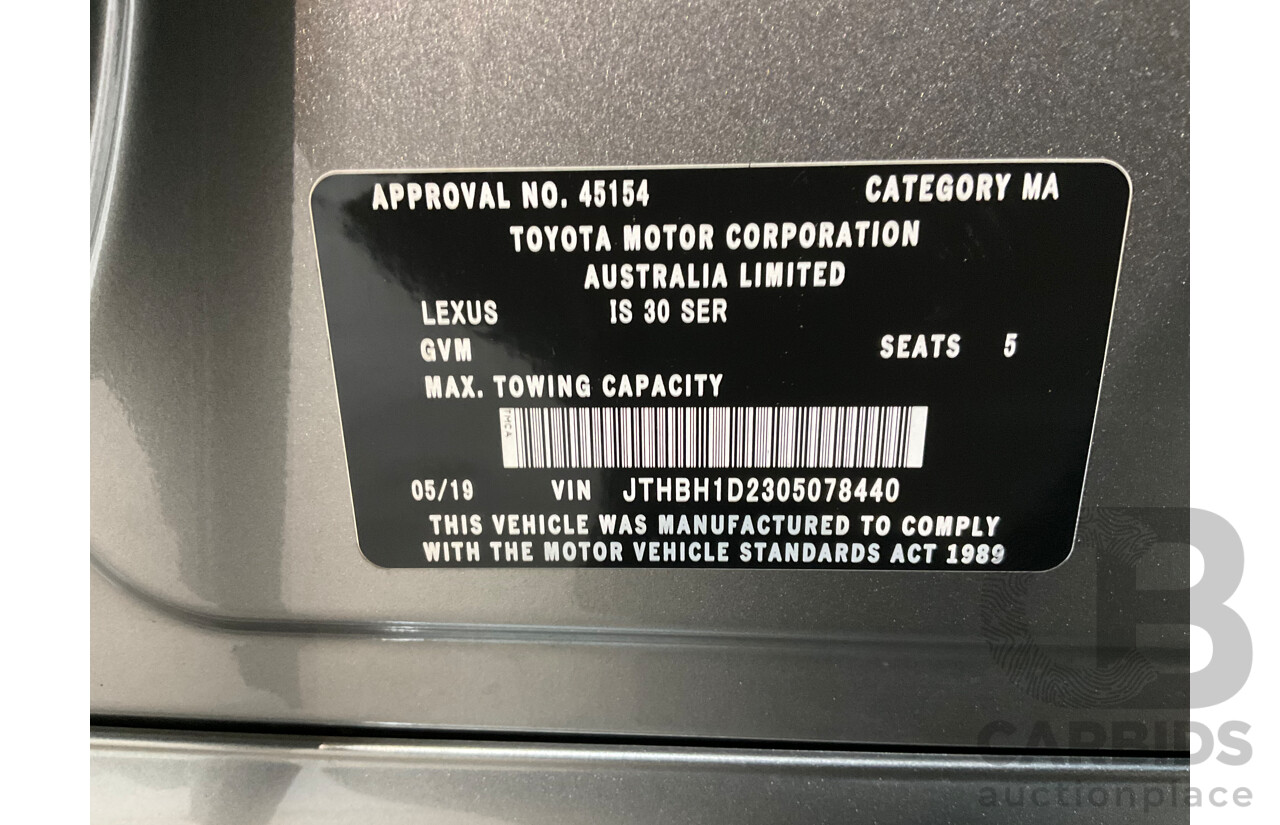 APPROVAL NO. 45154 CATEGORY MA
TOYOTA MOTOR CORPORATION
AUSTRALIA LIMITED
LEXUS IS 30 SER
GVM SEATS 5
MAX. TOWING CAPACITY
TMCA
05/19 VIN JTHBH1D2305078440
THIS VEHICLE WAS MANUFACTURED TO COMPLY
WITH THE MOTOR VEHICLE STANDARDS ACT 1989
CB
CARBIDS
auctionplace